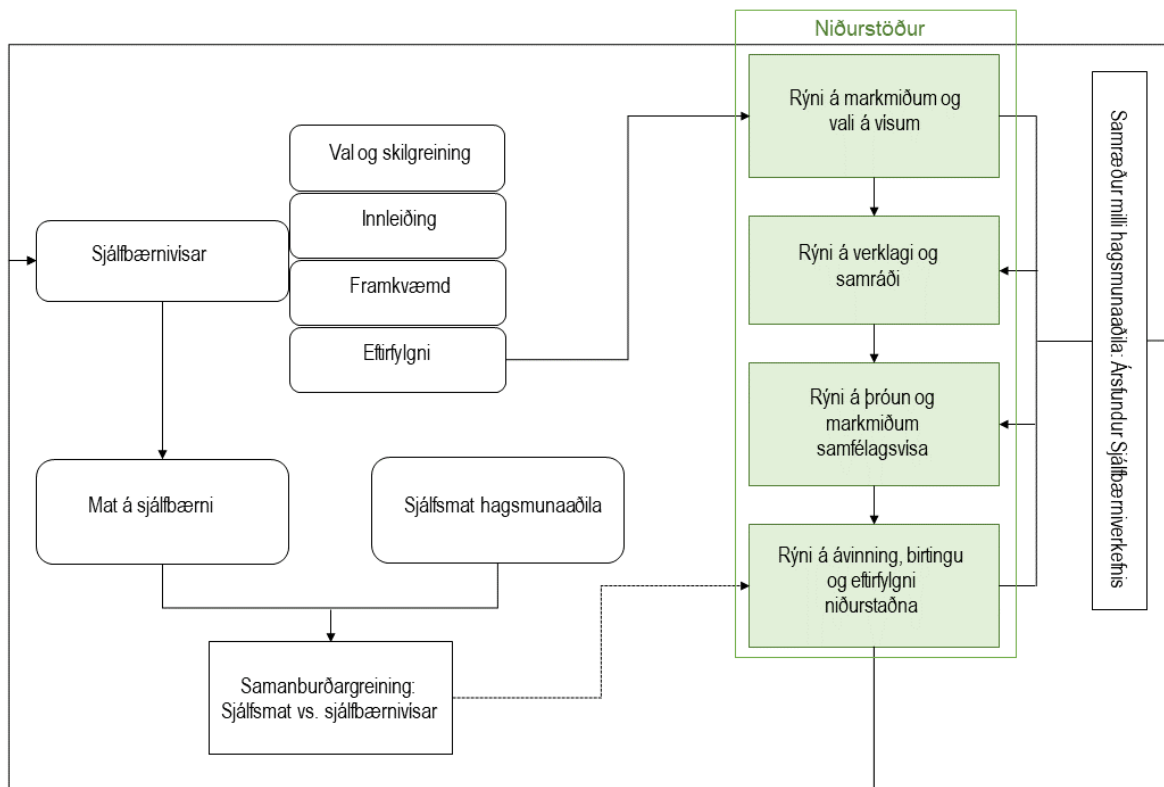 Niðurstöður
Rýni á markmiðum og
vali á vísum
Val og skilgreining
Innleiðing
Sjálfbærnivísar
Framkvæmd
Eftirfylgni
Rýni á verklagi og
samráði
Rýni á þróun og
markmiðum
samfélagsvísa
Mat á sjálfbærni
Sjálfsmat hagsmunaaðila
Rýni á ávinning, birtingu
og eftirfylgni
niðurstaðna
Samanburðargreining:
Sjálfsmat vs. sjálfbærnivísar
Samræður milli hagsmunaaðila: Ársfundur Sjálfbærniverkefnis